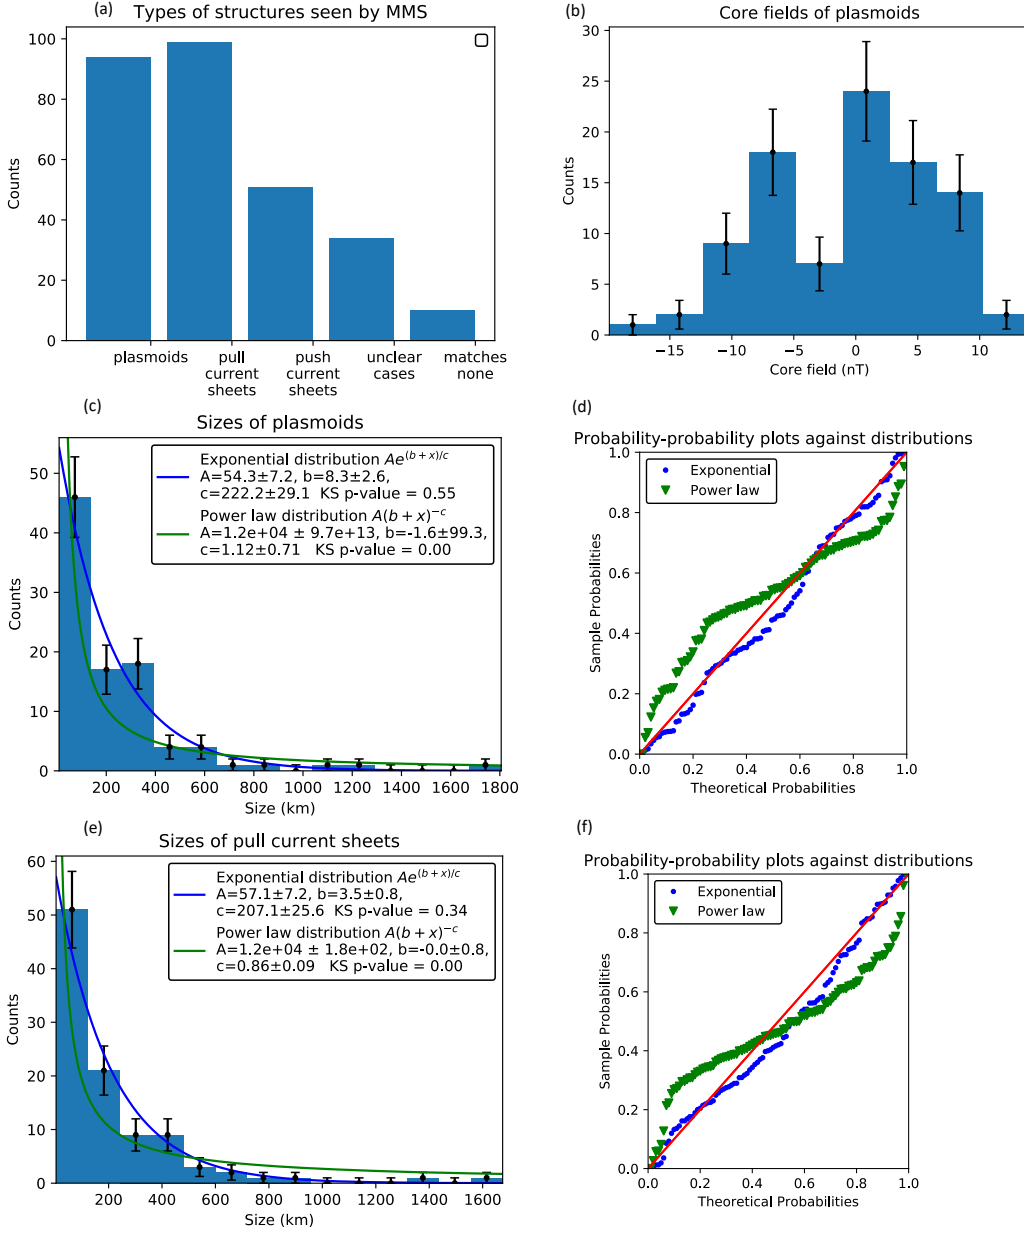 (a)
Types of structures seen by MMS
100
80
60
40
20
0
Counts
plasmoids
pull
current
sheets
push
current
sheets
unclear
cases
matches
none
(b)
Core fields of plasmoids
30
25
20
15
10
5
0
Counts
−15
−10
−5
0
5
10
Core field (nT)
(c)
Sizes of plasmoids
50
40
30
20
10
0
Counts
Exponential distribution Ae^{(b+x)/c}
A=54.3±7.2, b=8.3±2.6,
c=222.2±29.1 KS p-value = 0.55
Power law distribution A(b + x)^{−c}
A=1.2e+04 ± 9.7e+13, b=-1.6±99.3,
c=1.12±0.71 KS p-value = 0.00
200
400
600
800
1000
1200
1400
1600
1800
Size (km)
(d)
Probability-probability plots against distributions
Exponential
Power law
1.0
0.8
0.6
0.4
0.2
0.0
Sample Probabilities
0.0
0.2
0.4
0.6
0.8
1.0
Theoretical Probabilities
(e)
Sizes of pull current sheets
60
50
40
30
20
10
0
Counts
Exponential distribution Ae^{(b+x)/c}
A=57.1±7.2, b=3.5±0.8,
c=207.1±25.6 KS p-value = 0.34
Power law distribution A(b + x)^{−c}
A=1.2e+04 ± 1.8e+02, b=-0.0±0.8,
c=0.86±0.09 KS p-value = 0.00
200
400
600
800
1000
1200
1400
1600
Size (km)
(f)
Probability-probability plots against distributions
Exponential
Power law
1.0
0.8
0.6
0.4
0.2
0.0
Sample Probabilities
0.0
0.2
0.4
0.6
0.8
1.0
Theoretical Probabilities